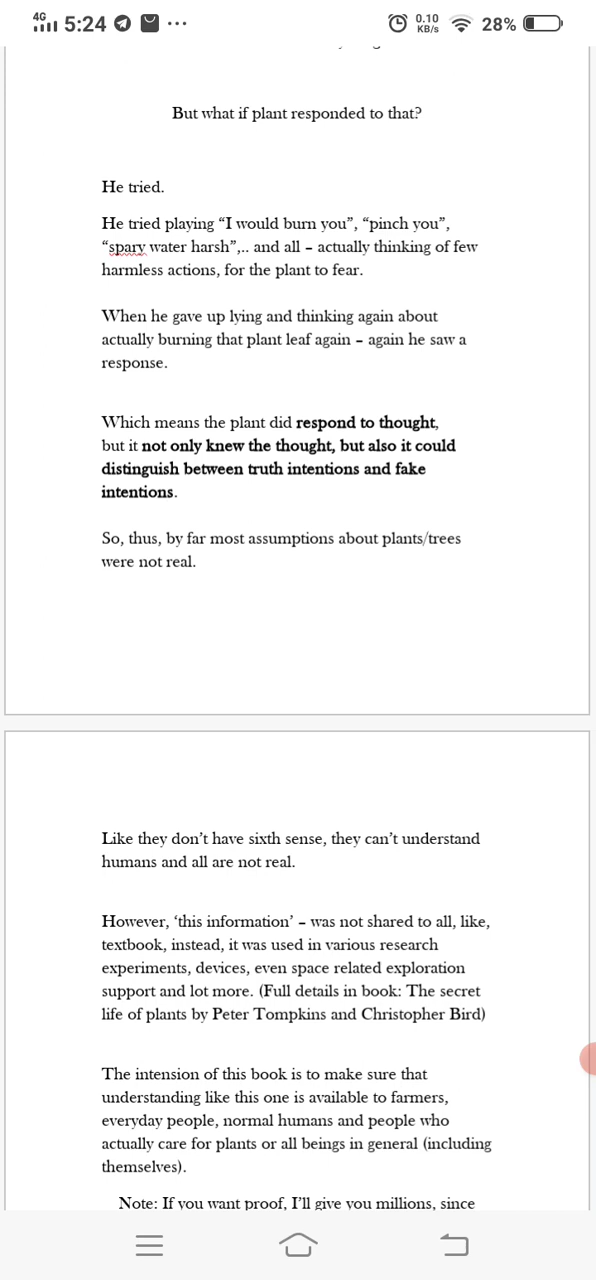 4G 5:24 ... 0.10 KB/s 28%
But what if plant responded to that?
He tried.
He tried playing “I would burn you”, “pinch you”,
“spary water harsh”,.. and all – actually thinking of few
harmless actions, for the plant to fear.
When he gave up lying and thinking again about
actually burning that plant leaf again – again he saw a
response.
Which means the plant did respond to thought,
but it not only knew the thought, but also it could
distinguish between truth intentions and fake
intentions.
So, thus, by far most assumptions about plants/trees
were not real.
Like they don’t have sixth sense, they can’t understand
humans and all are not real.
However, ‘this information’ – was not shared to all, like,
textbook, instead, it was used in various research
experiments, devices, even space related exploration
support and lot more. (Full details in book: The secret
life of plants by Peter Tompkins and Christopher Bird)
The intension of this book is to make sure that
understanding like this one is available to farmers,
everyday people, normal humans and people who
actually care for plants or all beings in general (including
themselves).
Note: If you want proof, I’ll give you millions, since